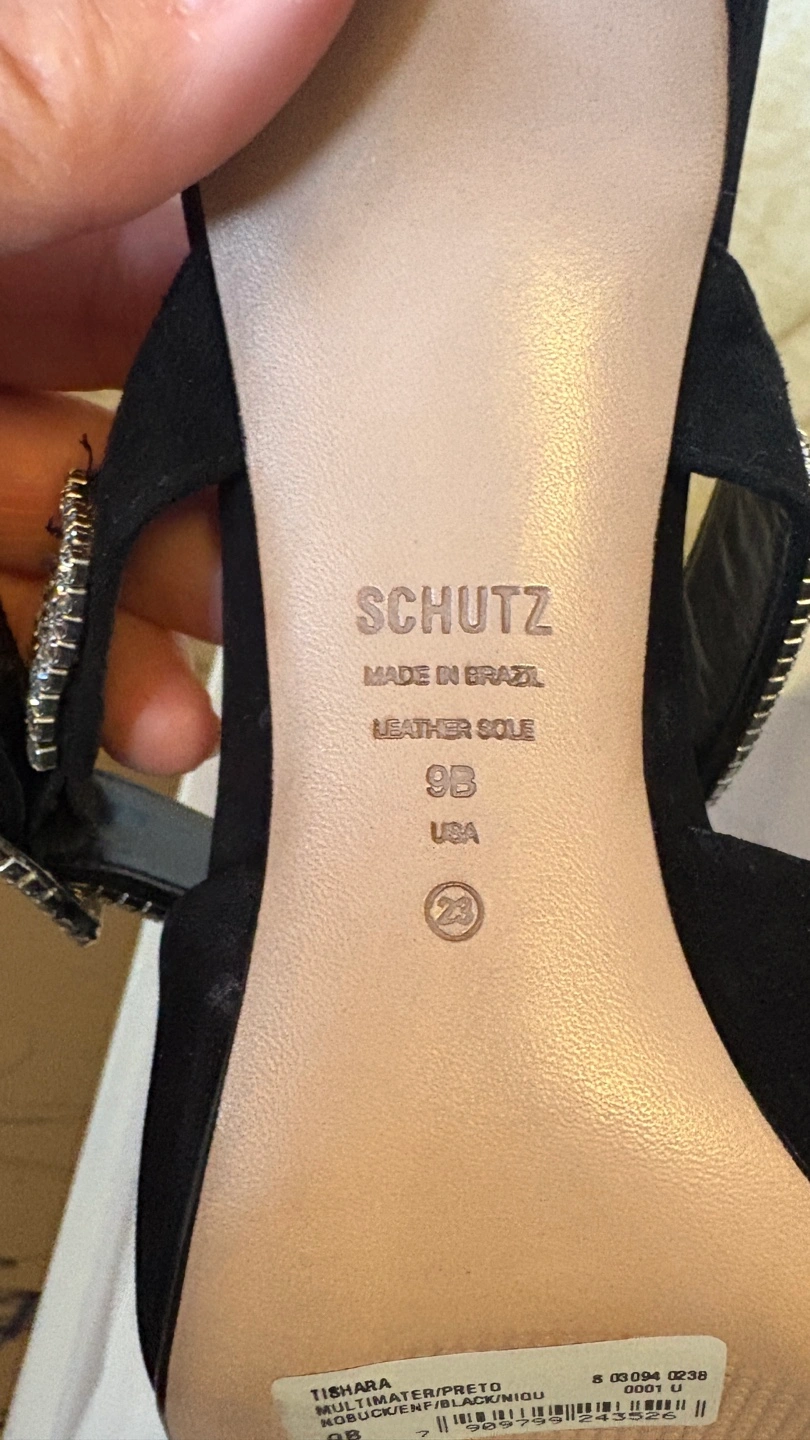 SCHUTZ
MADE IN BRAZIL
LEATHER SOLE
9B
USA
23
TISHARA
MULTIMATER/PRETO
NOBUCK/ENF/BLACK/NIQU
9B
S 03094 0238
0001 U
7 909799 243526